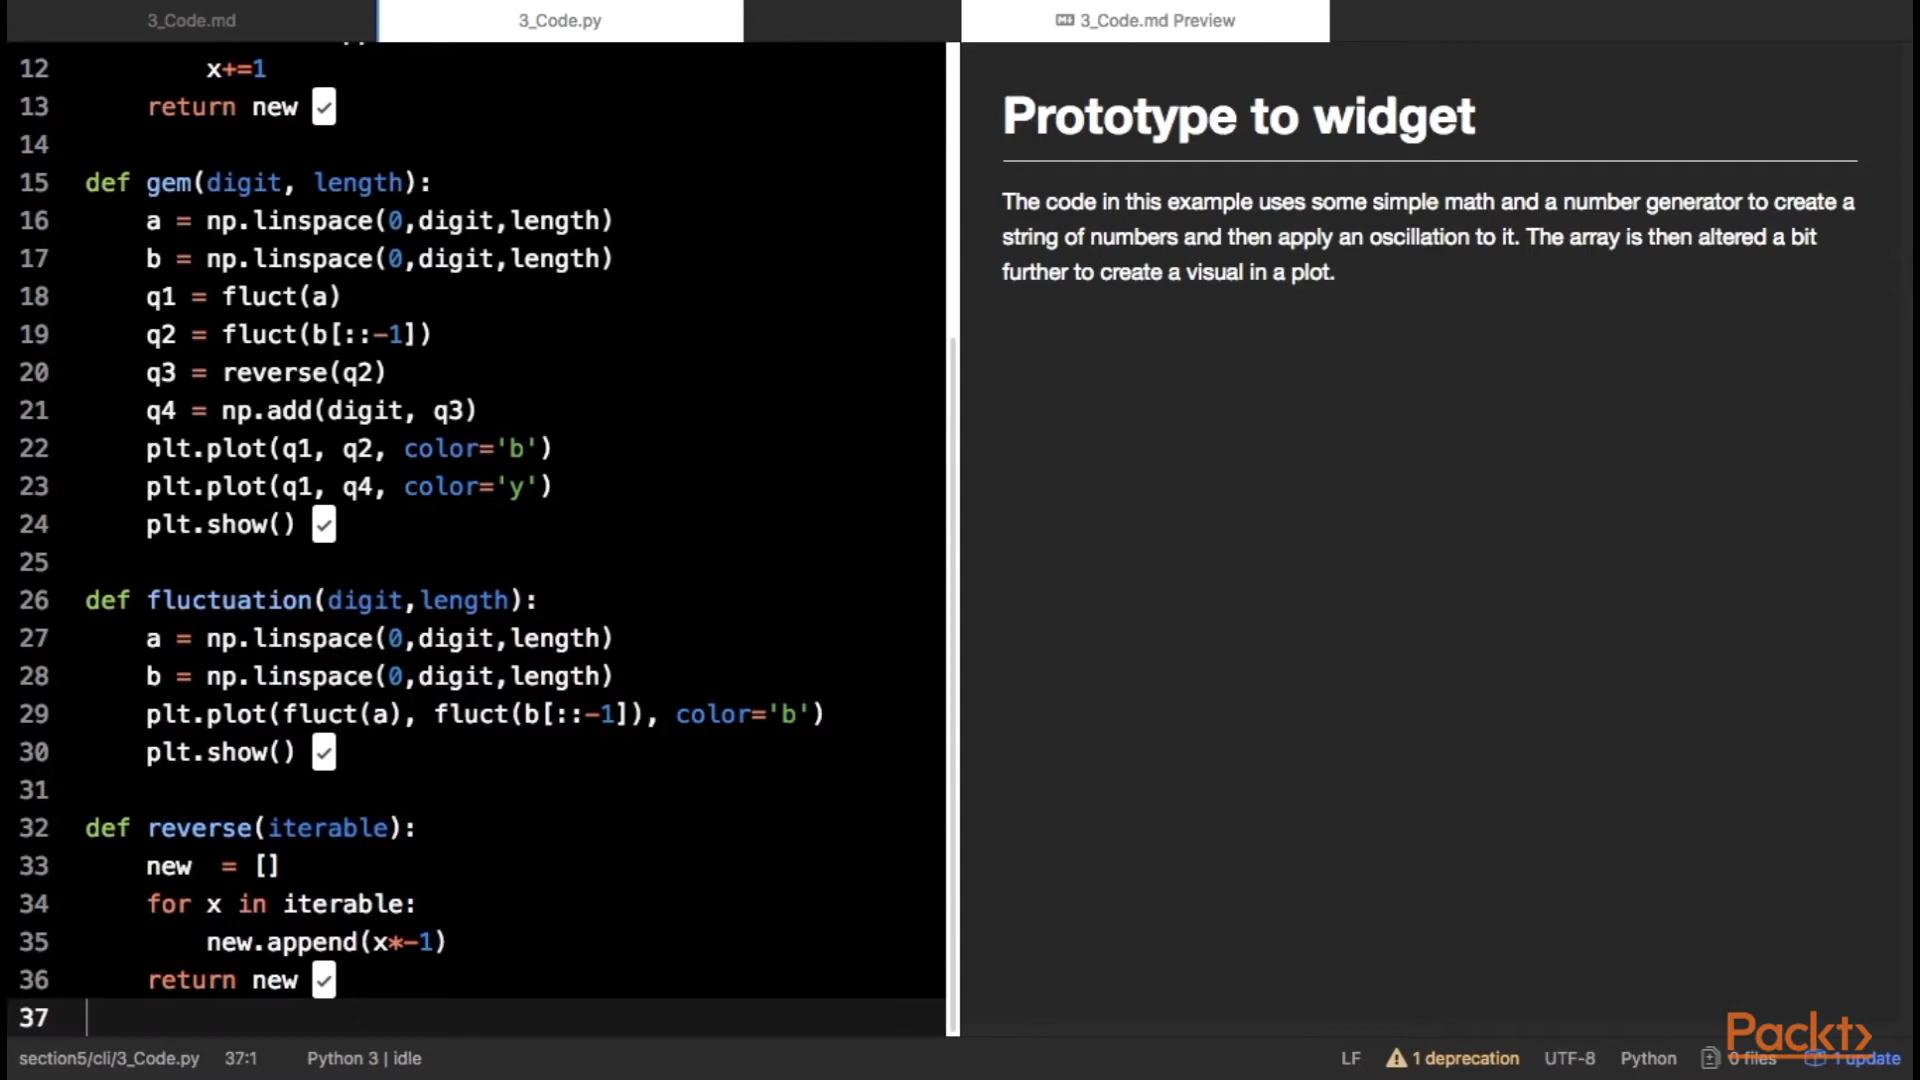 3_Code.md
3_Code.py
3_Code.md Preview
12 x+=1
13 return new
14
15 def gem(digit, length):
16 a = np.linspace(0,digit,length)
17 b = np.linspace(0,digit,length)
18 q1 = fluct(a)
19 q2 = fluct(b[::-1])
20 q3 = reverse(q2)
21 q4 = np.add(digit, q3)
22 plt.plot(q1, q2, color='b')
23 plt.plot(q1, q4, color='y')
24 plt.show()
25
26 def fluctuation(digit,length):
27 a = np.linspace(0,digit,length)
28 b = np.linspace(0,digit,length)
29 plt.plot(fluct(a), fluct(b[::-1]), color='b')
30 plt.show()
31
32 def reverse(iterable):
33 new  = []
34 for x in iterable:
35 new.append(x*-1)
36 return new
37
Prototype to widget
The code in this example uses some simple math and a number generator to create a
string of numbers and then apply an oscillation to it. The array is then altered a bit
further to create a visual in a plot.
Packt>
section5/cli/3_Code.py 37:1 Python 3 | idle LF 1 deprecation UTF-8 Python 0 files 1 update